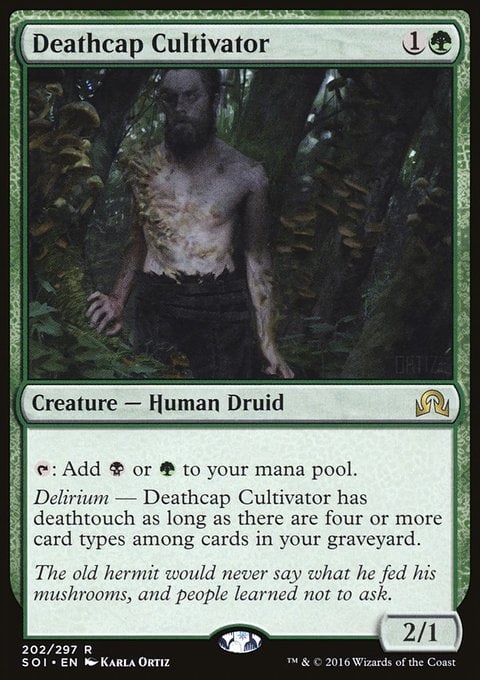 Deathcap Cultivator 1
ORTIZ
Creature — Human Druid
: Add or to your mana pool.
Delirium — Deathcap Cultivator has
deathtouch as long as there are four or more
card types among cards in your graveyard.
The old hermit would never say what he fed his
mushrooms, and people learned not to ask.
2/1
202/297 R
SOI • EN Karla Ortiz
™ & © 2016 Wizards of the Coast